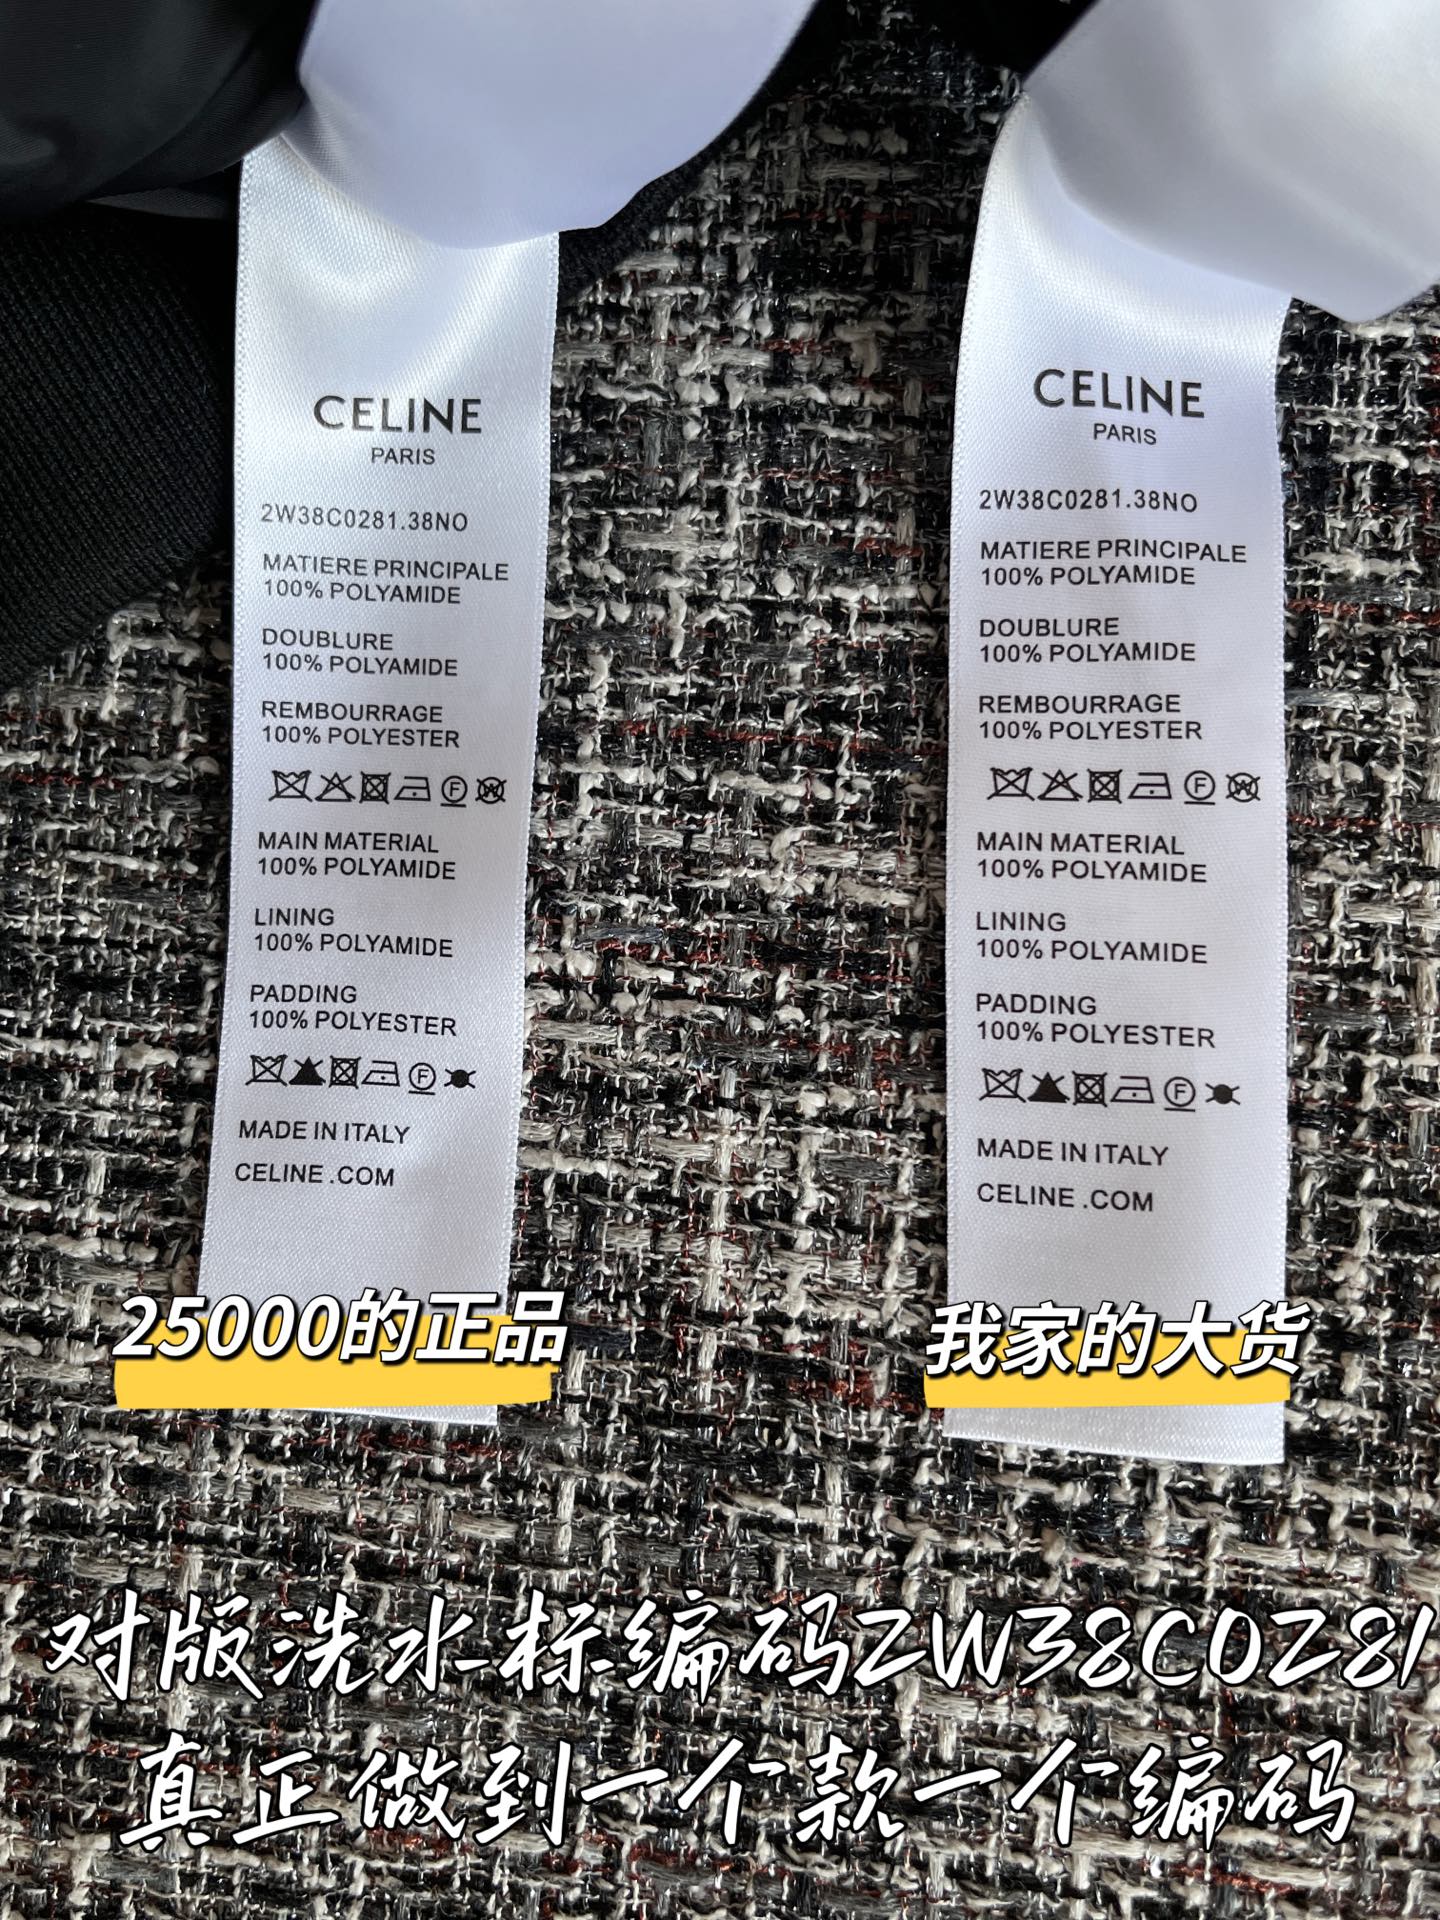 CELINE
PARIS
2W38C0281.38NO
MATIERE PRINCIPALE
100% POLYAMIDE
DOUBLURE
100% POLYAMIDE
REMBOURRAGE
100% POLYESTER
F W
MAIN MATERIAL
100% POLYAMIDE
LINING
100% POLYAMIDE
PADDING
100% POLYESTER
F
MADE IN ITALY
CELINE .COM
25000的正品
CELINE
PARIS
2W38C0281.38NO
MATIERE PRINCIPALE
100% POLYAMIDE
DOUBLURE
100% POLYAMIDE
REMBOURRAGE
100% POLYESTER
F W
MAIN MATERIAL
100% POLYAMIDE
LINING
100% POLYAMIDE
PADDING
100% POLYESTER
F
MADE IN ITALY
CELINE .COM
我家的大货
对版洗水标编码2W38C0281
真正做到一个款一个编码